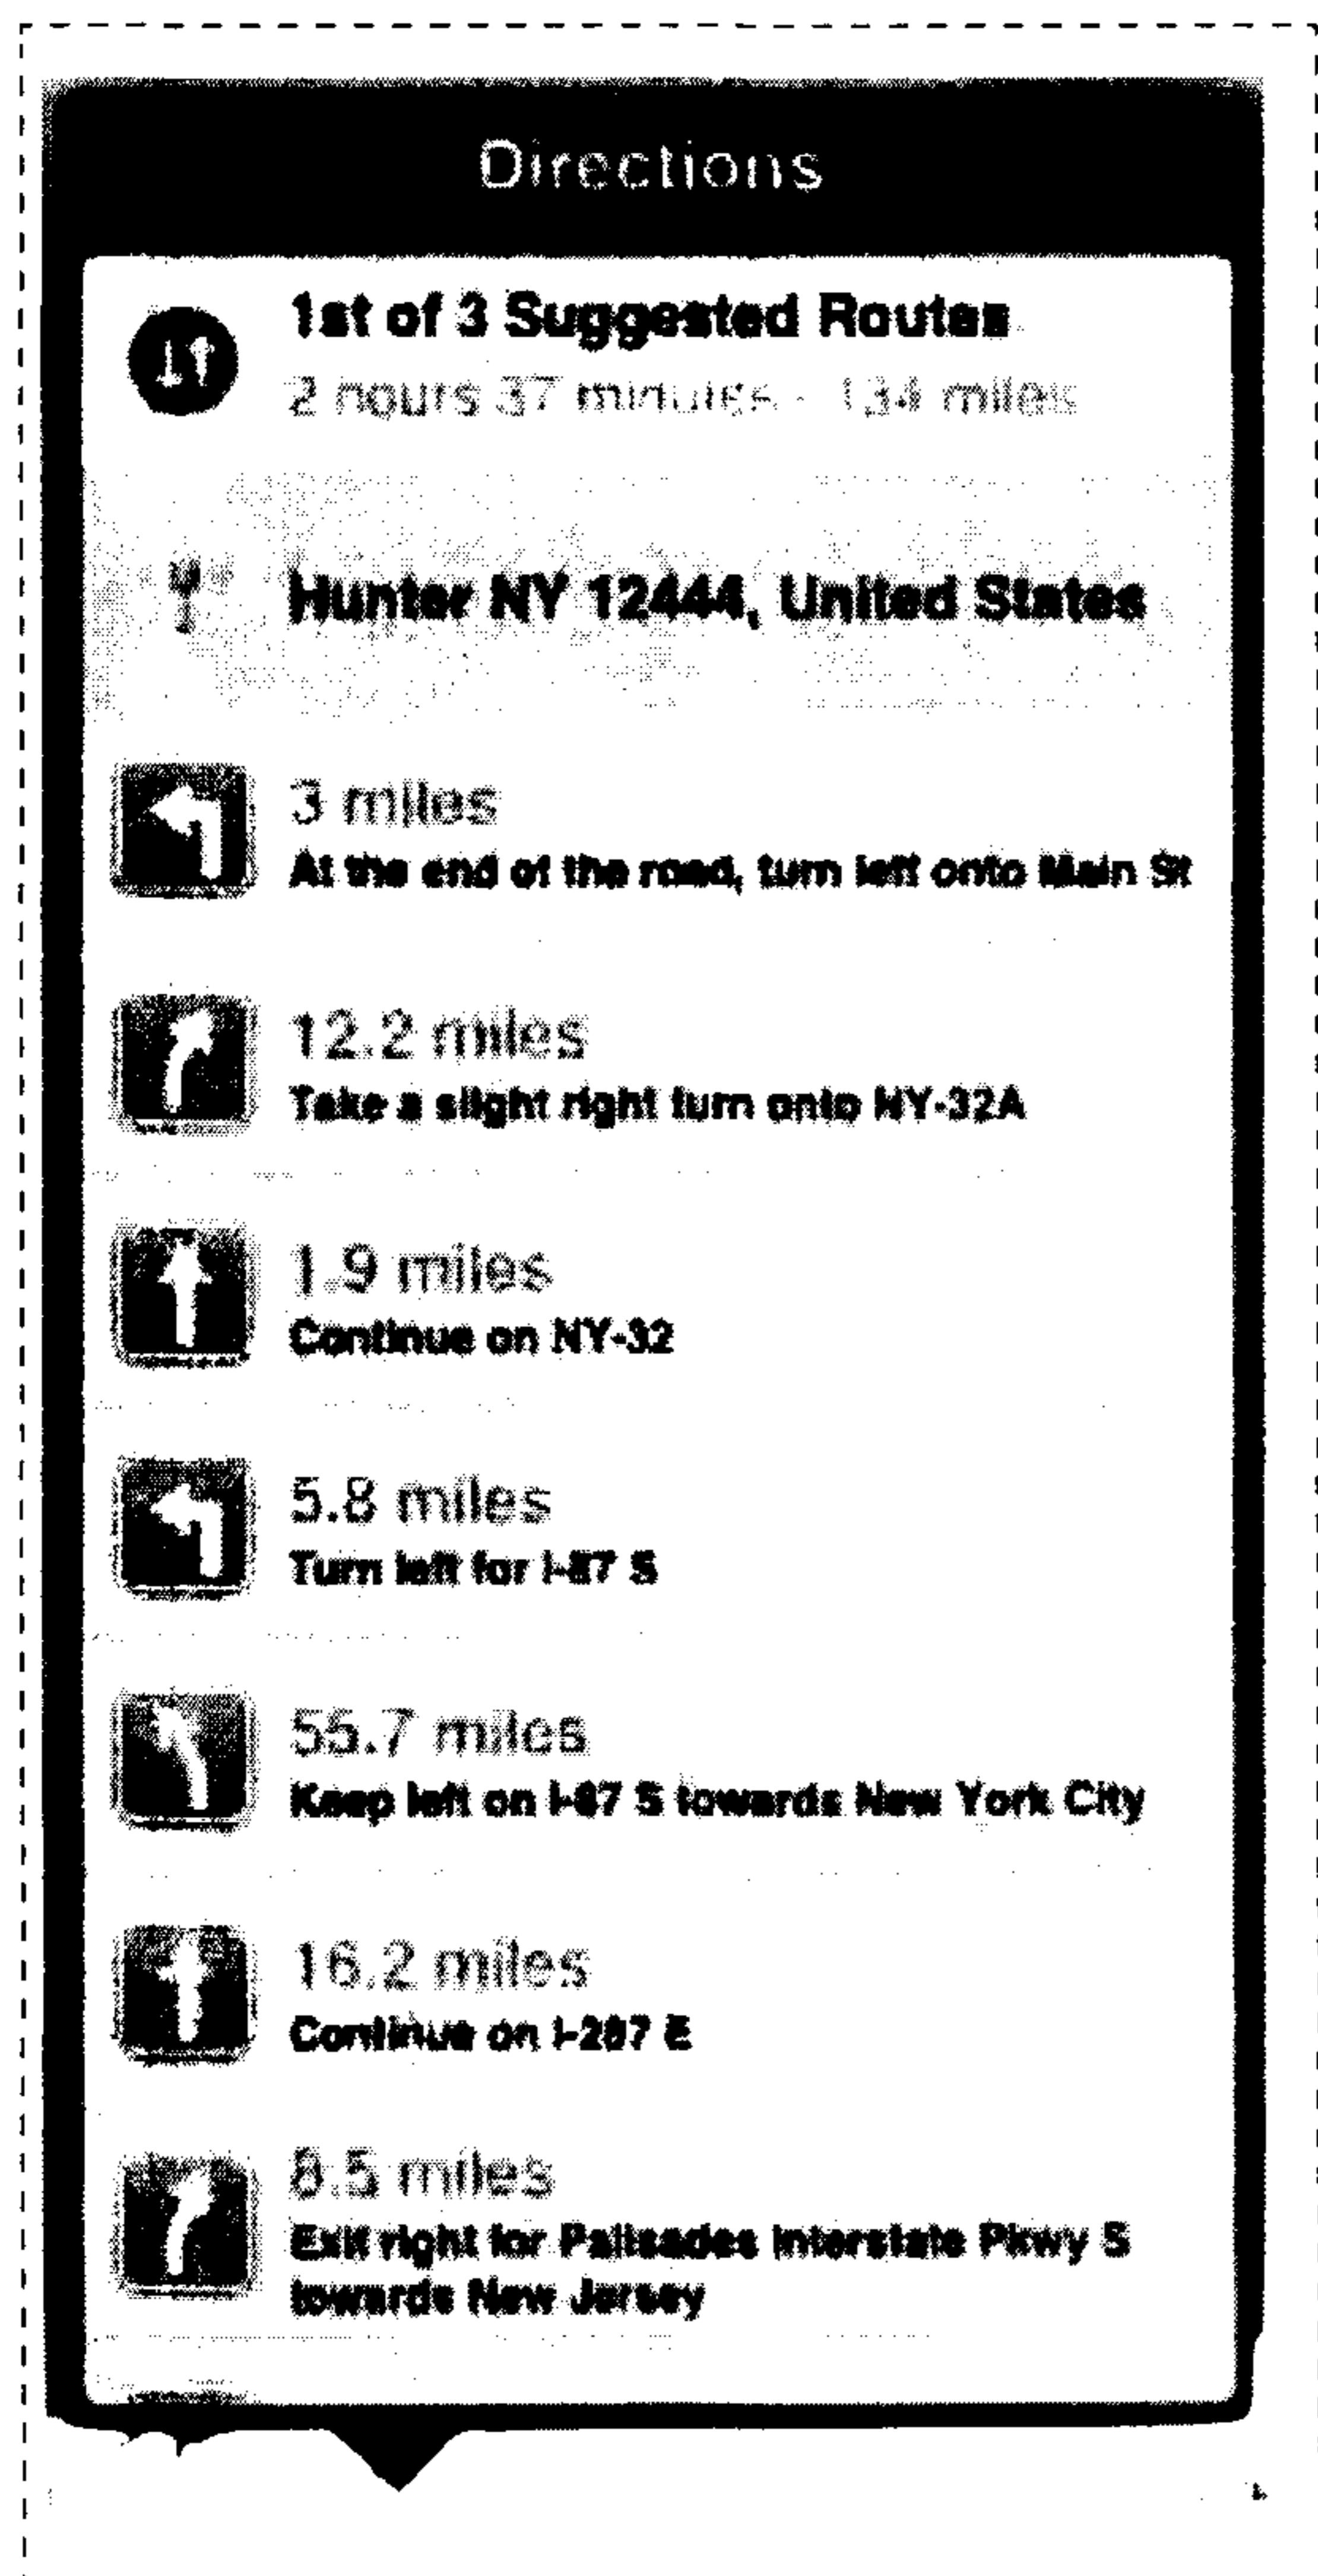 Directions
1st of 3 Suggested Routes
2 hours 37 minutes - 134 miles
Hunter NY 12444, United States
3 miles
At the end of the road, turn left onto Main St
12.2 miles
Take a slight right turn onto NY-32A
1.9 miles
Continue on NY-32
5.8 miles
Turn left for I-87 S
55.7 miles
Keep left on I-87 S towards New York City
16.2 miles
Continue on I-287 E
8.5 miles
Exit right for Palisades Interstate Pkwy S
towards New Jersey